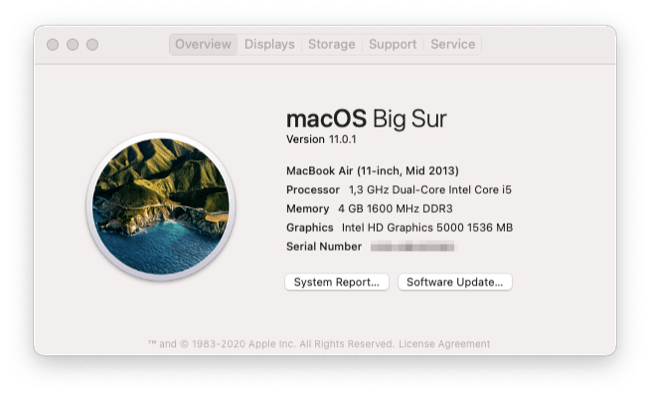 Overview Displays Storage Support Service
macOS Big Sur
Version 11.0.1
MacBook Air (11-inch, Mid 2013)
Processor 1,3 GHz Dual-Core Intel Core i5
Memory 4 GB 1600 MHz DDR3
Graphics Intel HD Graphics 5000 1536 MB
Serial Number
System Report... Software Update...
™ and © 1983-2020 Apple Inc. All Rights Reserved. License Agreement